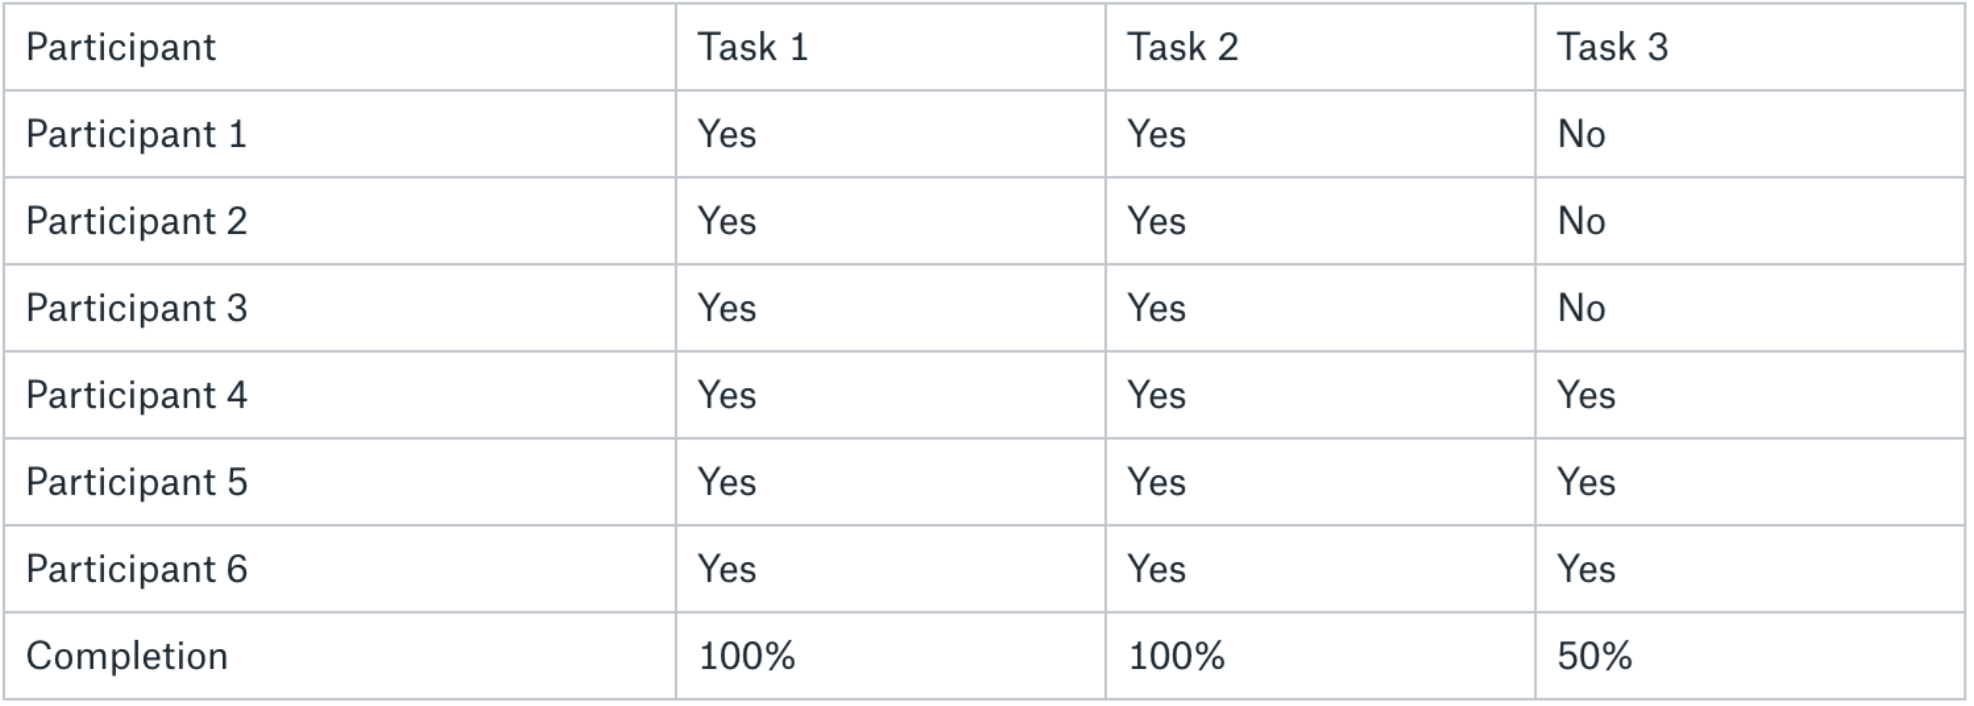 Participant Task 1 Task 2 Task 3
Participant 1 Yes Yes No
Participant 2 Yes Yes No
Participant 3 Yes Yes No
Participant 4 Yes Yes Yes
Participant 5 Yes Yes Yes
Participant 6 Yes Yes Yes
Completion 100% 100% 50%